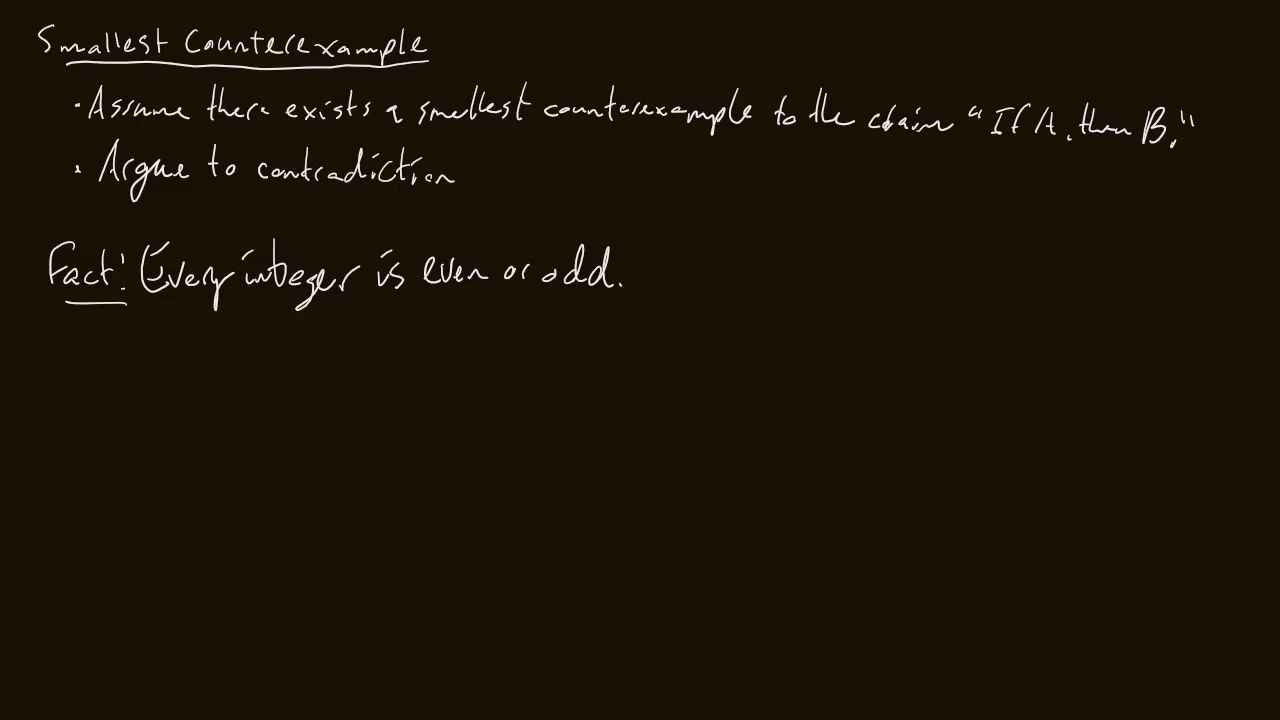 Smallest Counterexample
• Assume there exists a smallest counterexample to the claim "If A, then B."
• Argue to contradiction
Fact: Every integer is even or odd.